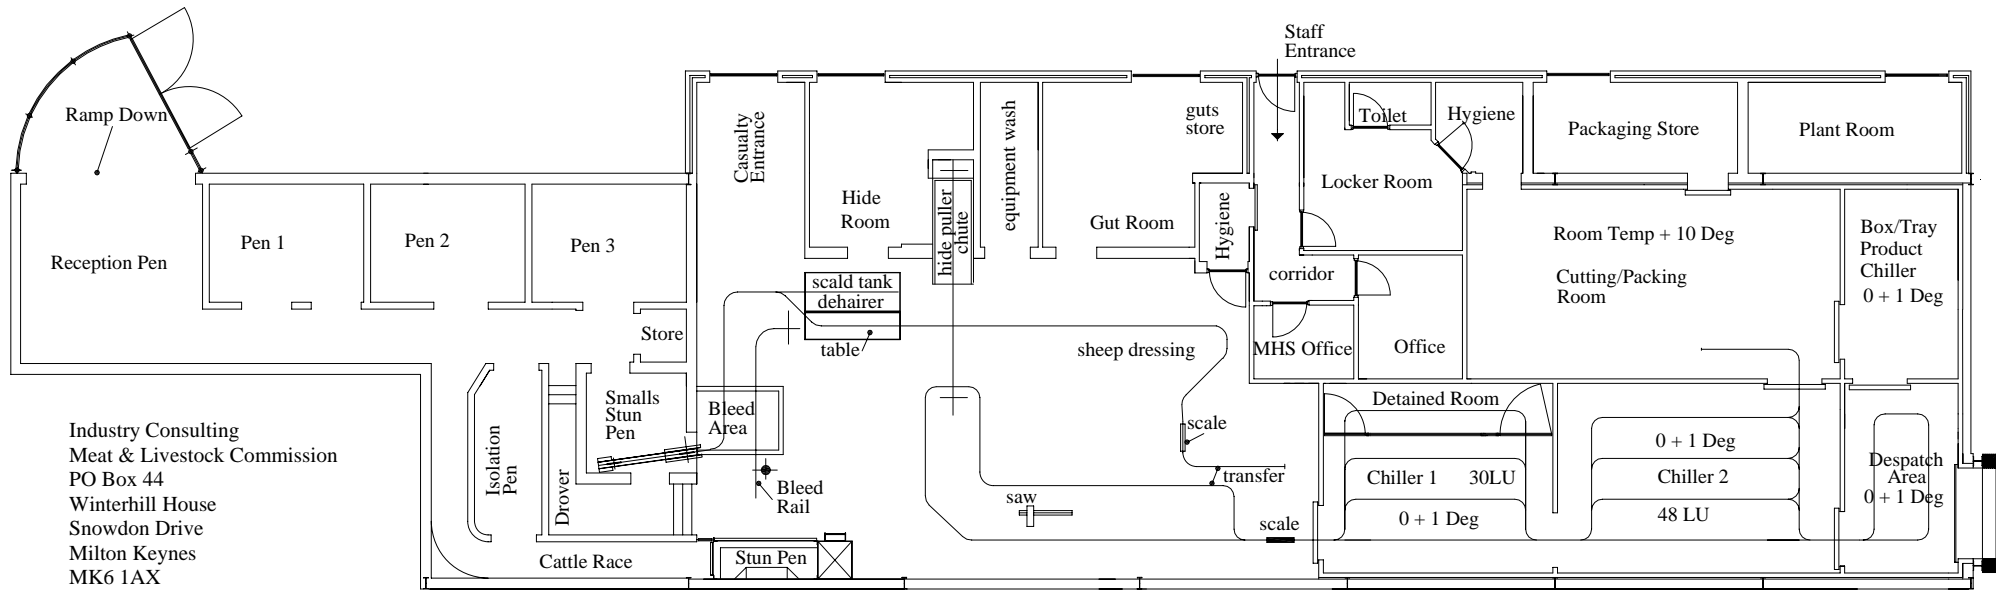 Staff
Entrance
Ramp Down
Casualty
Entrance
Hide
Room
hide puller
chute
equipment wash
guts
store
Gut Room
Hygiene
Toilet
Hygiene
Locker Room
Packaging Store
Plant Room
Reception Pen
Pen 1
Pen 2
Pen 3
Store
scald tank
dehairer
table
sheep dressing
corridor
MHS Office
Office
Room Temp + 10 Deg
Cutting/Packing
Room
Box/Tray
Product
Chiller
0 + 1 Deg
Smalls
Stun
Pen
Bleed
Area
Isolation
Pen
Drover
Bleed
Rail
scale
transfer
saw
scale
Detained Room
Chiller 1 30LU
0 + 1 Deg
0 + 1 Deg
Chiller 2
48 LU
Despatch
Area
0 + 1 Deg
Cattle Race
Stun Pen
Industry Consulting
Meat & Livestock Commission
PO Box 44
Winterhill House
Snowdon Drive
Milton Keynes
MK6 1AX